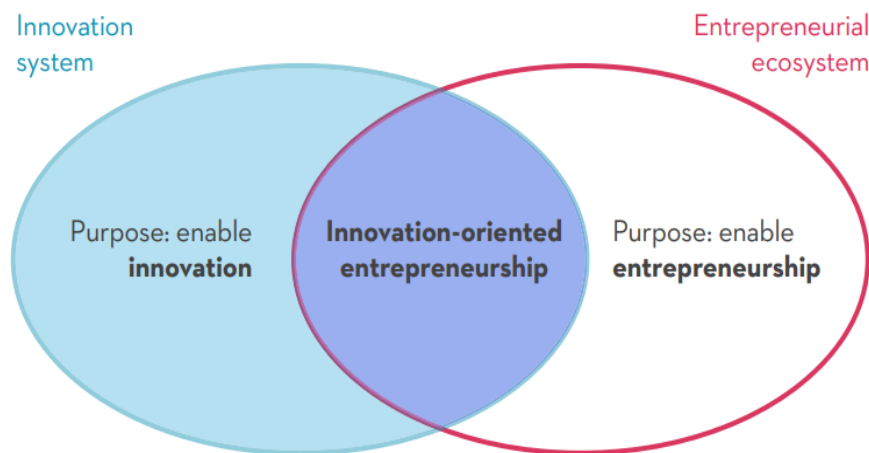 Innovation
system
Entrepreneurial
ecosystem
Purpose: enable
innovation
Innovation-oriented
entrepreneurship
Purpose: enable
entrepreneurship